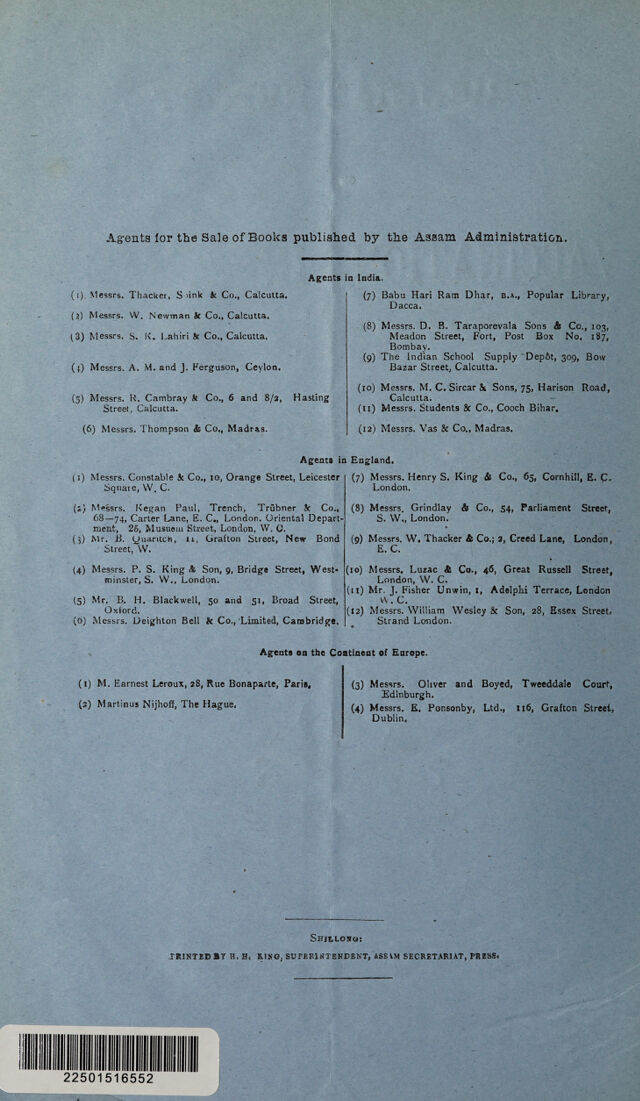 Agents for the Sale of Books published by the Assam Administration.
Agents in India.
(1) Messrs. Thacker, Spink & Co., Calcutta.
(2) Messrs. W. Newman & Co., Calcutta.
(3) Messrs. S. K. Lahiri & Co., Calcutta.
(4) Messrs. A. M. and J. Ferguson, Ceylon.
(5) Messrs. R. Cambray & Co., 6 and 8/2, Hasting
Street, Calcutta.
(6) Messrs. Thompson & Co., Madras.
(7) Babu Hari Ram Dhar, B.A., Popular Library,
Dacca.
(8) Messrs. D. B. Taraporevala Sons & Co., 103,
Meadon Street, Fort, Post Box No. 187,
Bombay.
(9) The Indian School Supply Depôt, 309, Bow
Bazar Street, Calcutta.
(10) Messrs. M. C. Sircar & Sons, 75, Harison Road,
Calcutta.
(11) Messrs. Students & Co., Cooch Bihar.
(12) Messrs. Vas & Co., Madras.
Agents in England.
(1) Messrs. Constable & Co., 10, Orange Street, Leicester
Square, W. C.
(2) Messrs. Kegan Paul, Trench, Trübner & Co.,
68—74, Carter Lane, E. C., London. Oriental Depart-
ment, 25, Museum Street, London, W. C.
(3) Mr. B. Quaritch, 11, Grafton Street, New Bond
Street, W.
(4) Messrs. P. S. King & Son, 9, Bridge Street, West-
minster, S. W., London.
(5) Mr. B. H. Blackwell, 50 and 51, Broad Street,
Oxford.
(6) Messrs. Deighton Bell & Co., Limited, Cambridge.
(7) Messrs. Henry S. King & Co., 65, Cornhill, E. C.
London.
(8) Messrs. Grindlay & Co., 54, Parliament Street,
S. W., London.
(9) Messrs. W. Thacker & Co.; 2, Creed Lane, London,
E. C.
(10) Messrs. Luzac & Co., 46, Great Russell Street,
London, W. C.
(11) Mr. J. Fisher Unwin, 1, Adelphi Terrace, London
W. C.
(12) Messrs. William Wesley & Son, 28, Essex Street,
Strand London.
Agents on the Continent of Europe.
(1) M. Earnest Leroux, 28, Rue Bonaparte, Paris.
(2) Martinus Nijhoff, The Hague.
(3) Messrs. Oliver and Boyed, Tweeddale Court,
Edinburgh.
(4) Messrs. E. Ponsonby, Ltd., 116, Grafton Street,
Dublin.
SHILLONG:
PRINTED BY H. H. KING, SUPERINTENDENT, ASSAM SECRETARIAT, PRESS.
22501516552